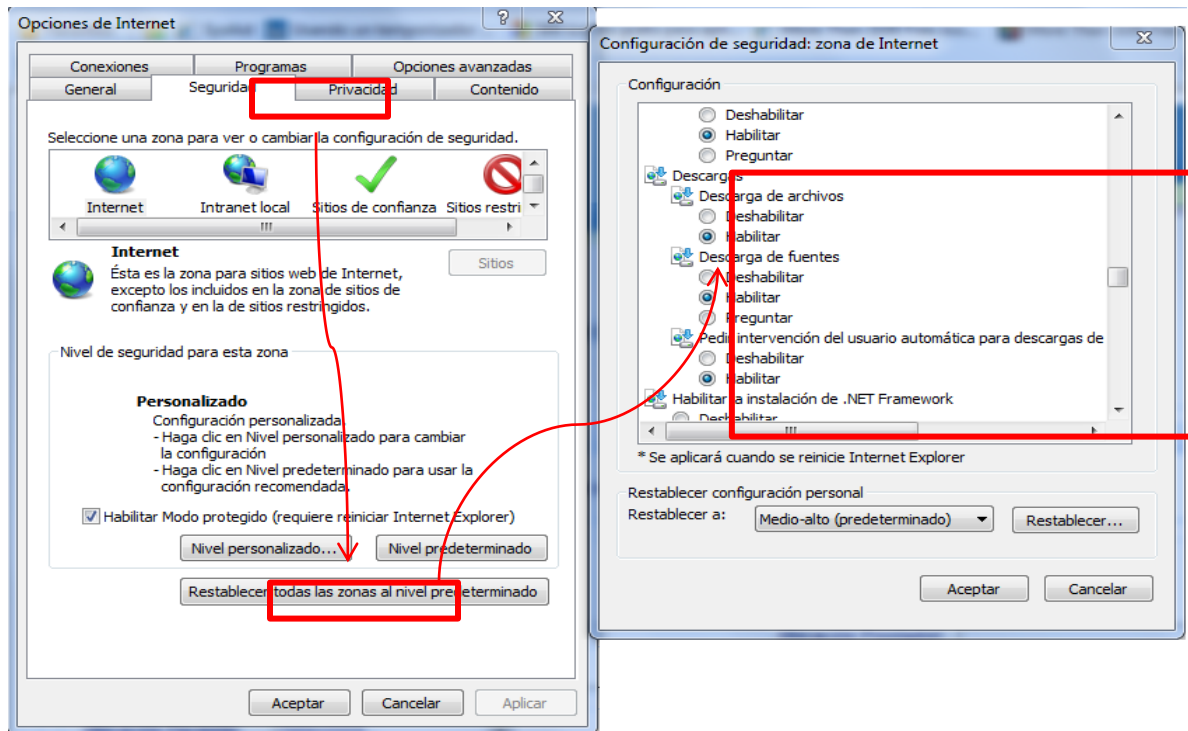 Opciones de Internet
Conexiones Programas Opciones avanzadas
General Seguridad Privacidad Contenido
Seleccione una zona para ver o cambiar la configuración de seguridad.
Internet Intranet local Sitios de confianza Sitios restri
Internet
Ésta es la zona para sitios web de Internet,
excepto los incluidos en la zona de sitios de
confianza y en la de sitios restringidos.
Sitios
Nivel de seguridad para esta zona
Personalizado
Configuración personalizada.
- Haga clic en Nivel personalizado para cambiar
la configuración
- Haga clic en Nivel predeterminado para usar la
configuración recomendada.
Habilitar Modo protegido (requiere reiniciar Internet Explorer)
Nivel personalizado... Nivel predeterminado
Restablecer todas las zonas al nivel predeterminado
Aceptar Cancelar Aplicar
Configuración de seguridad: zona de Internet
Configuración
Deshabilitar
Habilitar
Preguntar
Descargas
Descarga de archivos
Deshabilitar
Habilitar
Descarga de fuentes
Deshabilitar
Habilitar
Preguntar
Pedir intervención del usuario automática para descargas de
Deshabilitar
Habilitar
Habilitar la instalación de .NET Framework
Deshabilitar
* Se aplicará cuando se reinicie Internet Explorer
Restablecer configuración personal
Restablecer a: Medio-alto (predeterminado) Restablecer...
Aceptar Cancelar